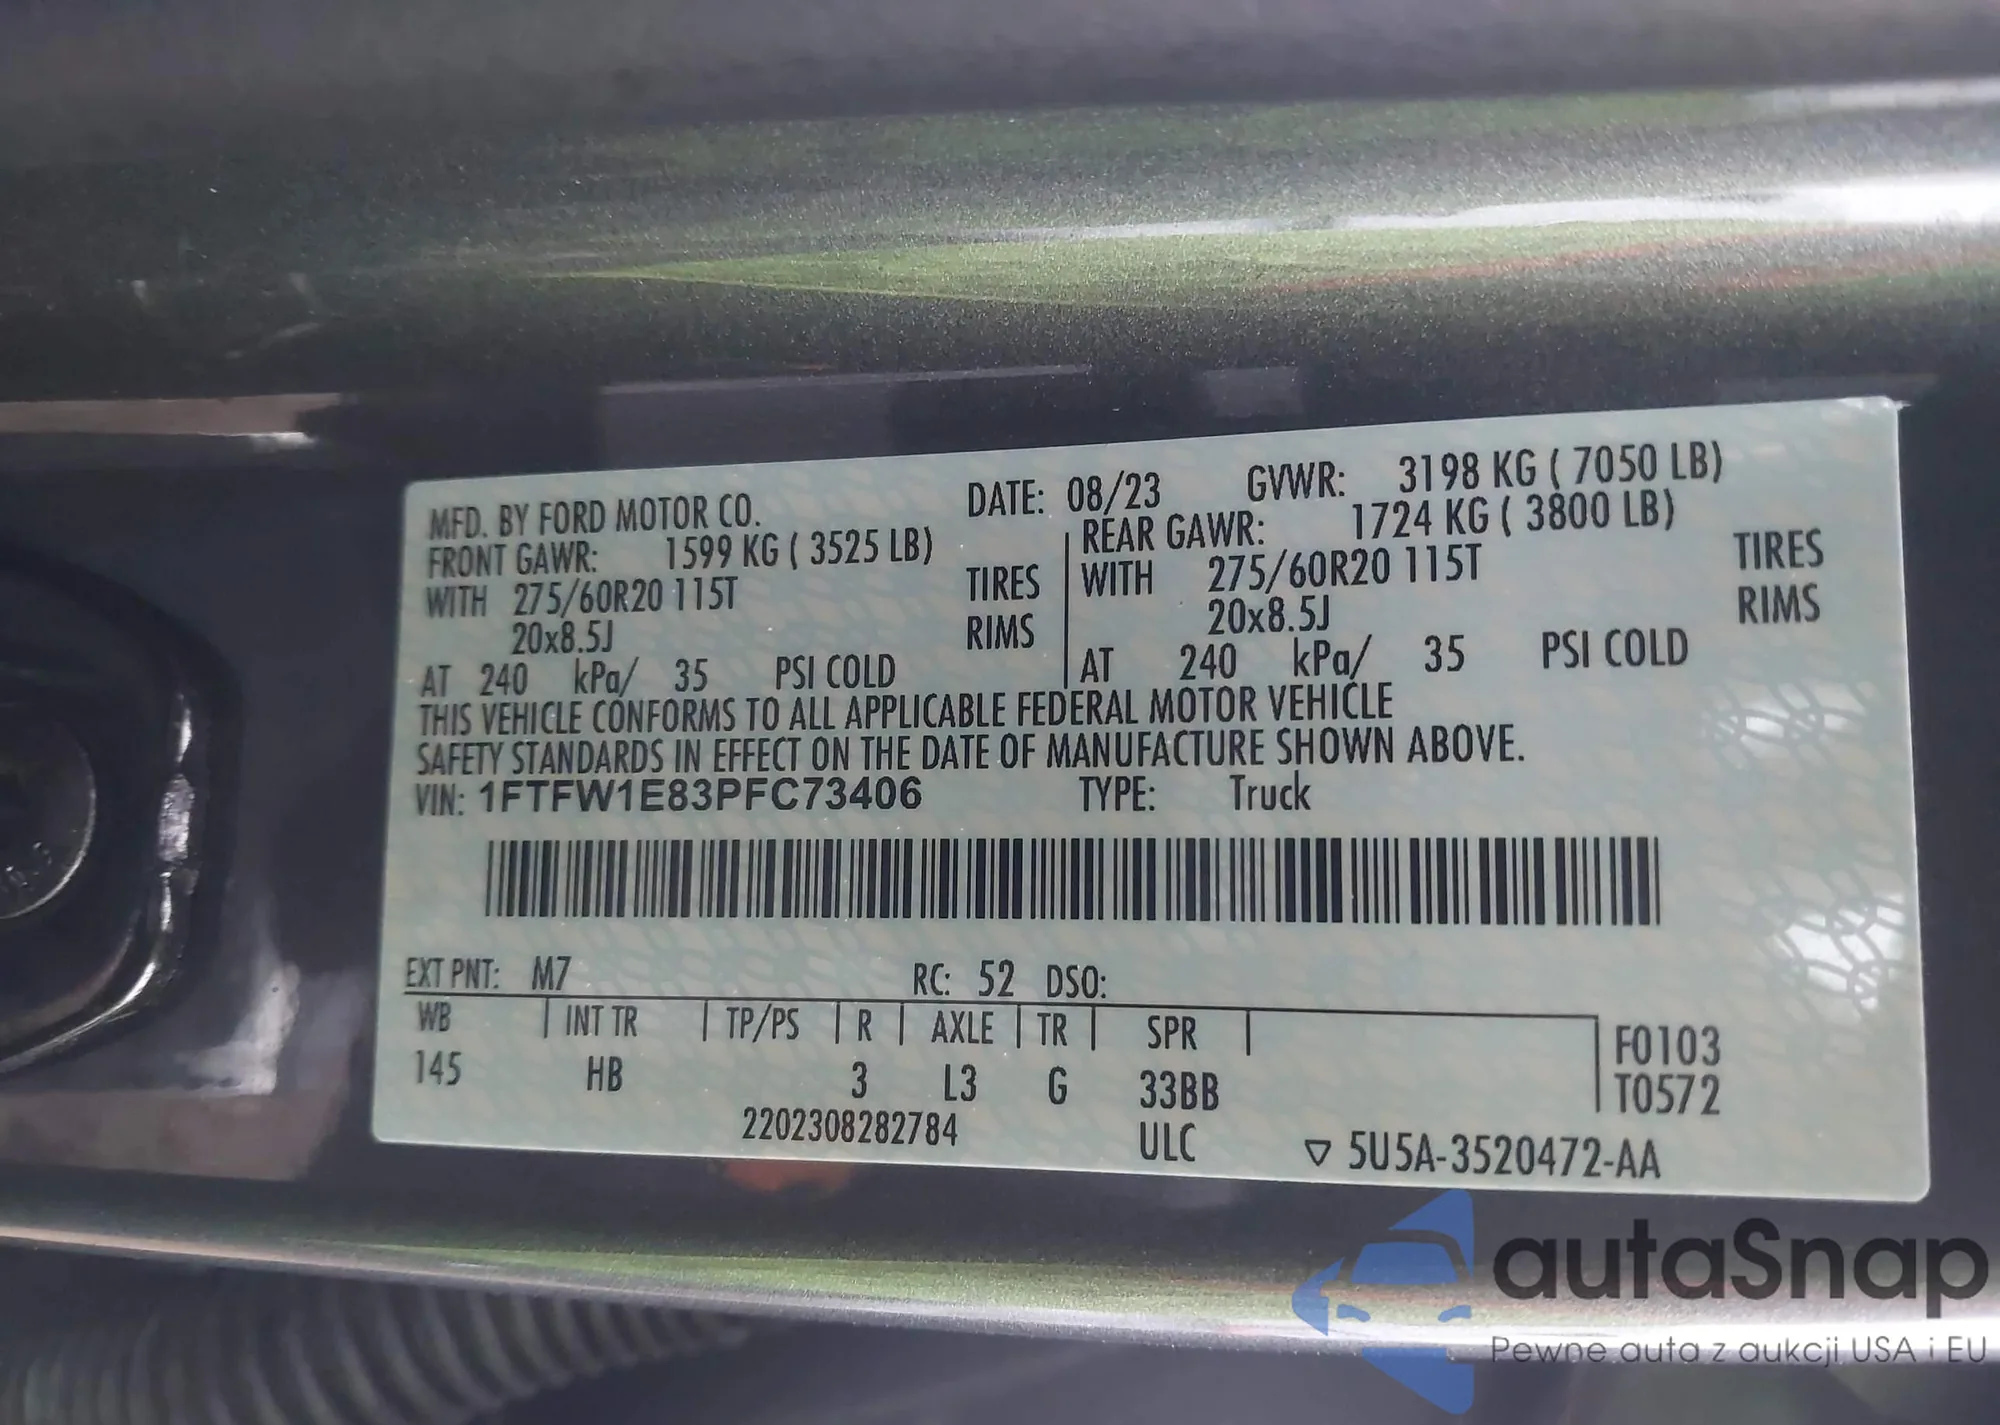 MFD. BY FORD MOTOR CO. DATE: 08/23 GVWR: 3198 KG ( 7050 LB)
FRONT GAWR: 1599 KG ( 3525 LB) REAR GAWR: 1724 KG ( 3800 LB)
WITH 275/60R20 115T TIRES WITH 275/60R20 115T TIRES
20x8.5J RIMS 20x8.5J RIMS
AT 240 kPa/ 35 PSI COLD AT 240 kPa/ 35 PSI COLD
THIS VEHICLE CONFORMS TO ALL APPLICABLE FEDERAL MOTOR VEHICLE
SAFETY STANDARDS IN EFFECT ON THE DATE OF MANUFACTURE SHOWN ABOVE.
VIN: 1FTFW1E83PFC73406 TYPE: Truck
EXT PNT: M7 RC: 52 DSO:
WB INT TR TP/PS R AXLE TR SPR F0103
145 HB 3 L3 G 33BB T0572
2202308282784 ULC ▽ 5U5A-3520472-AA
autaSnap
Pewne auta z aukcji USA i EU